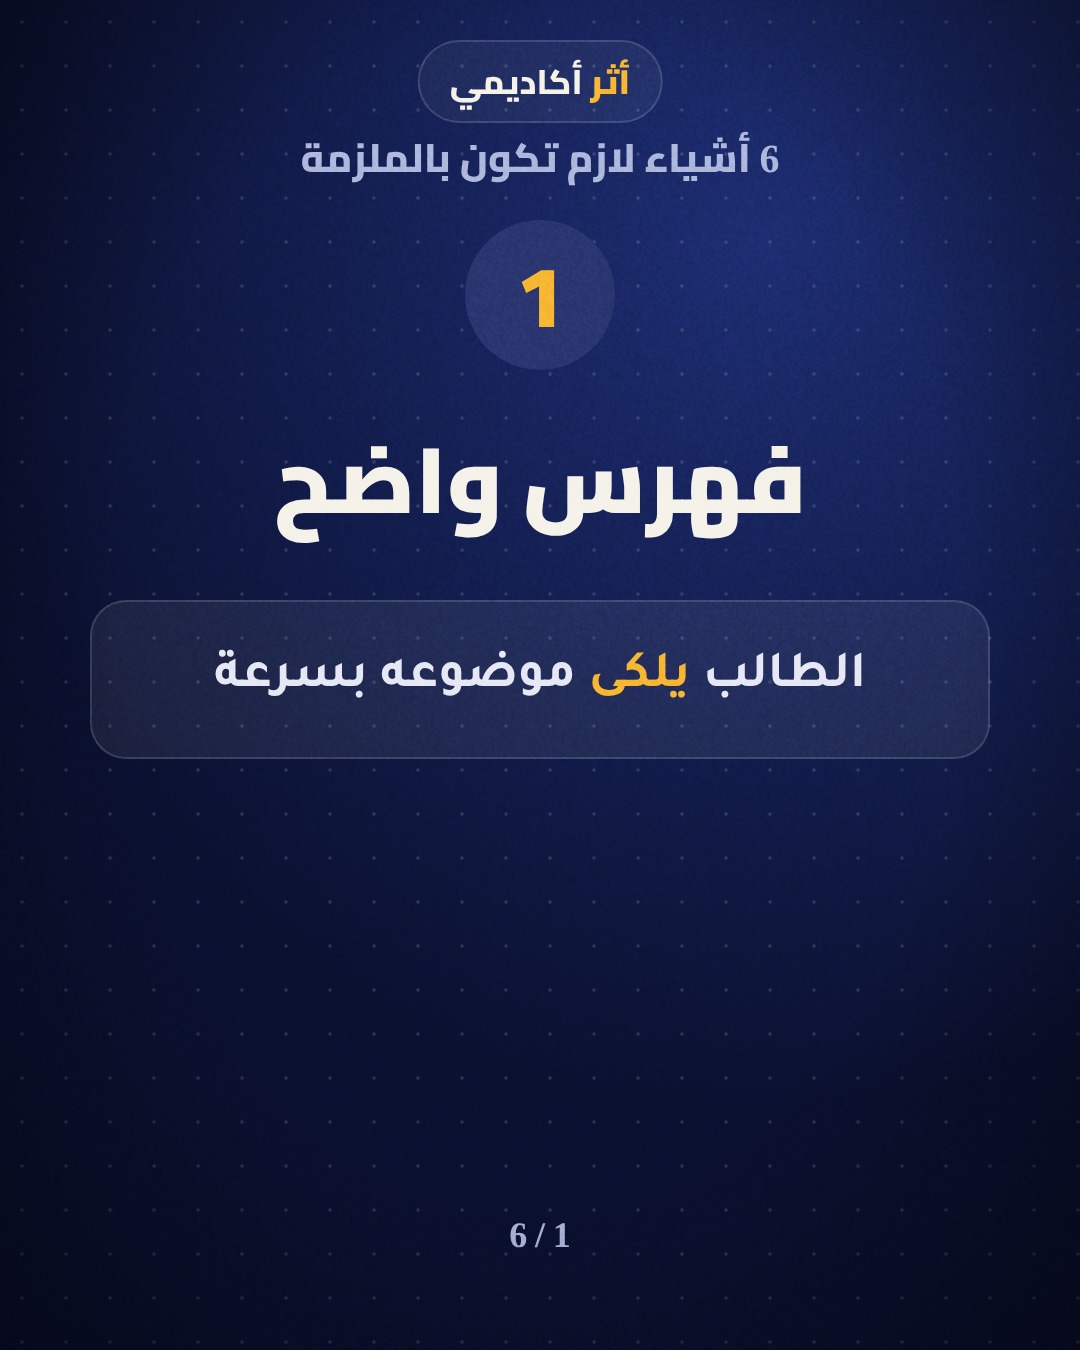 أثر أكاديمي
6 أشياء لازم تكون بالملزمة
1
فهرس واضح
الطالب يلكى موضوعه بسرعة
6 / 1